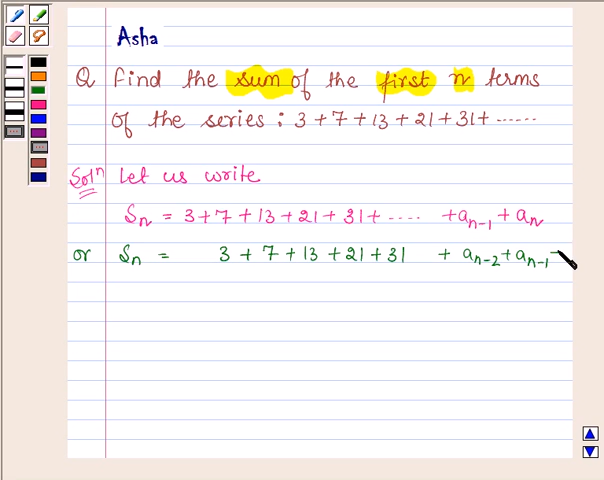 Asha
Q Find the sum of the first n terms
of the series : 3 + 7 + 13 + 21 + 31 + ......
Solⁿ Let us write
Sₙ = 3 + 7 + 13 + 21 + 31 + .... + aₙ₋₁ + aₙ
or Sₙ = 3 + 7 + 13 + 21 + 31 + aₙ₋₂ + aₙ₋₁